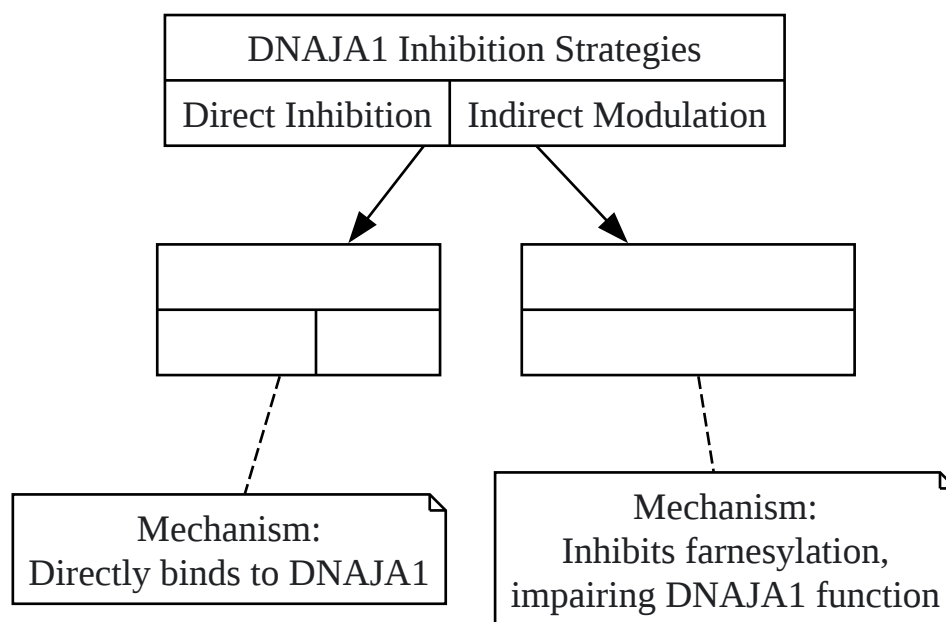 DNAJA1 Inhibition Strategies
Direct Inhibition
Indirect Modulation
Mechanism:
Directly binds to DNAJA1
Mechanism:
Inhibits farnesylation,
impairing DNAJA1 function